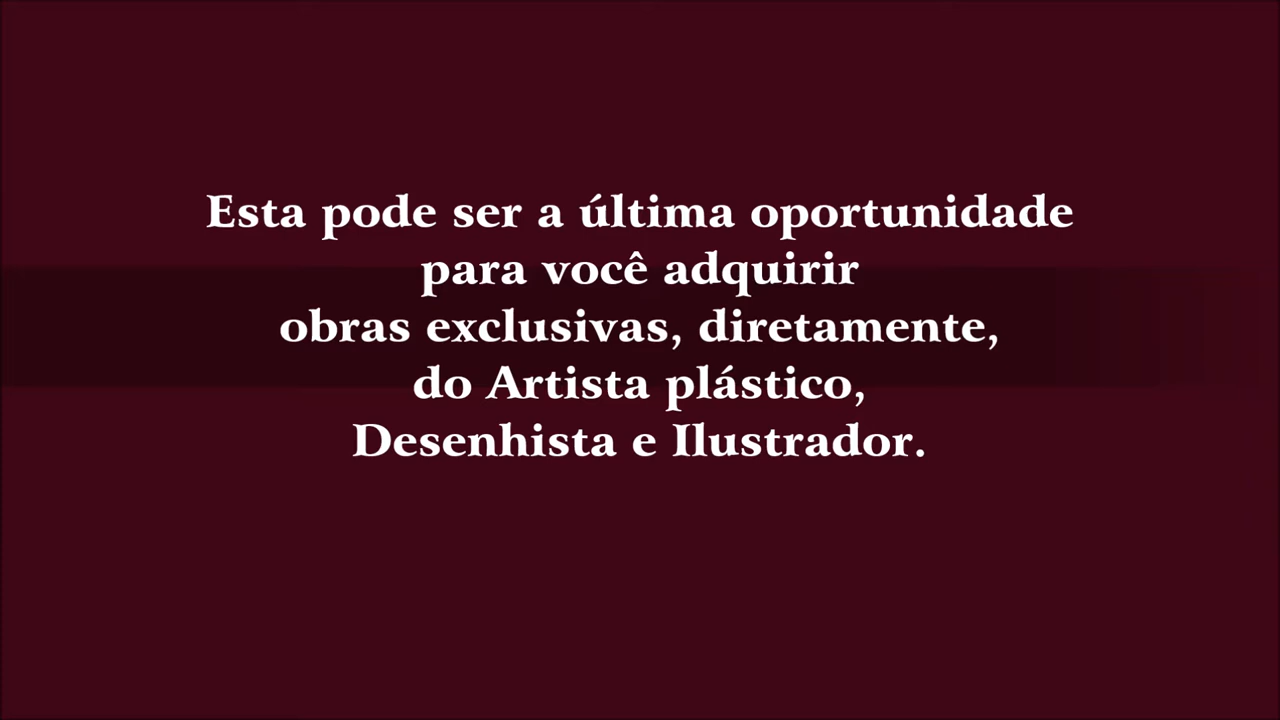 Esta pode ser a última oportunidade
para você adquirir
obras exclusivas, diretamente,
do Artista plástico,
Desenhista e Ilustrador.